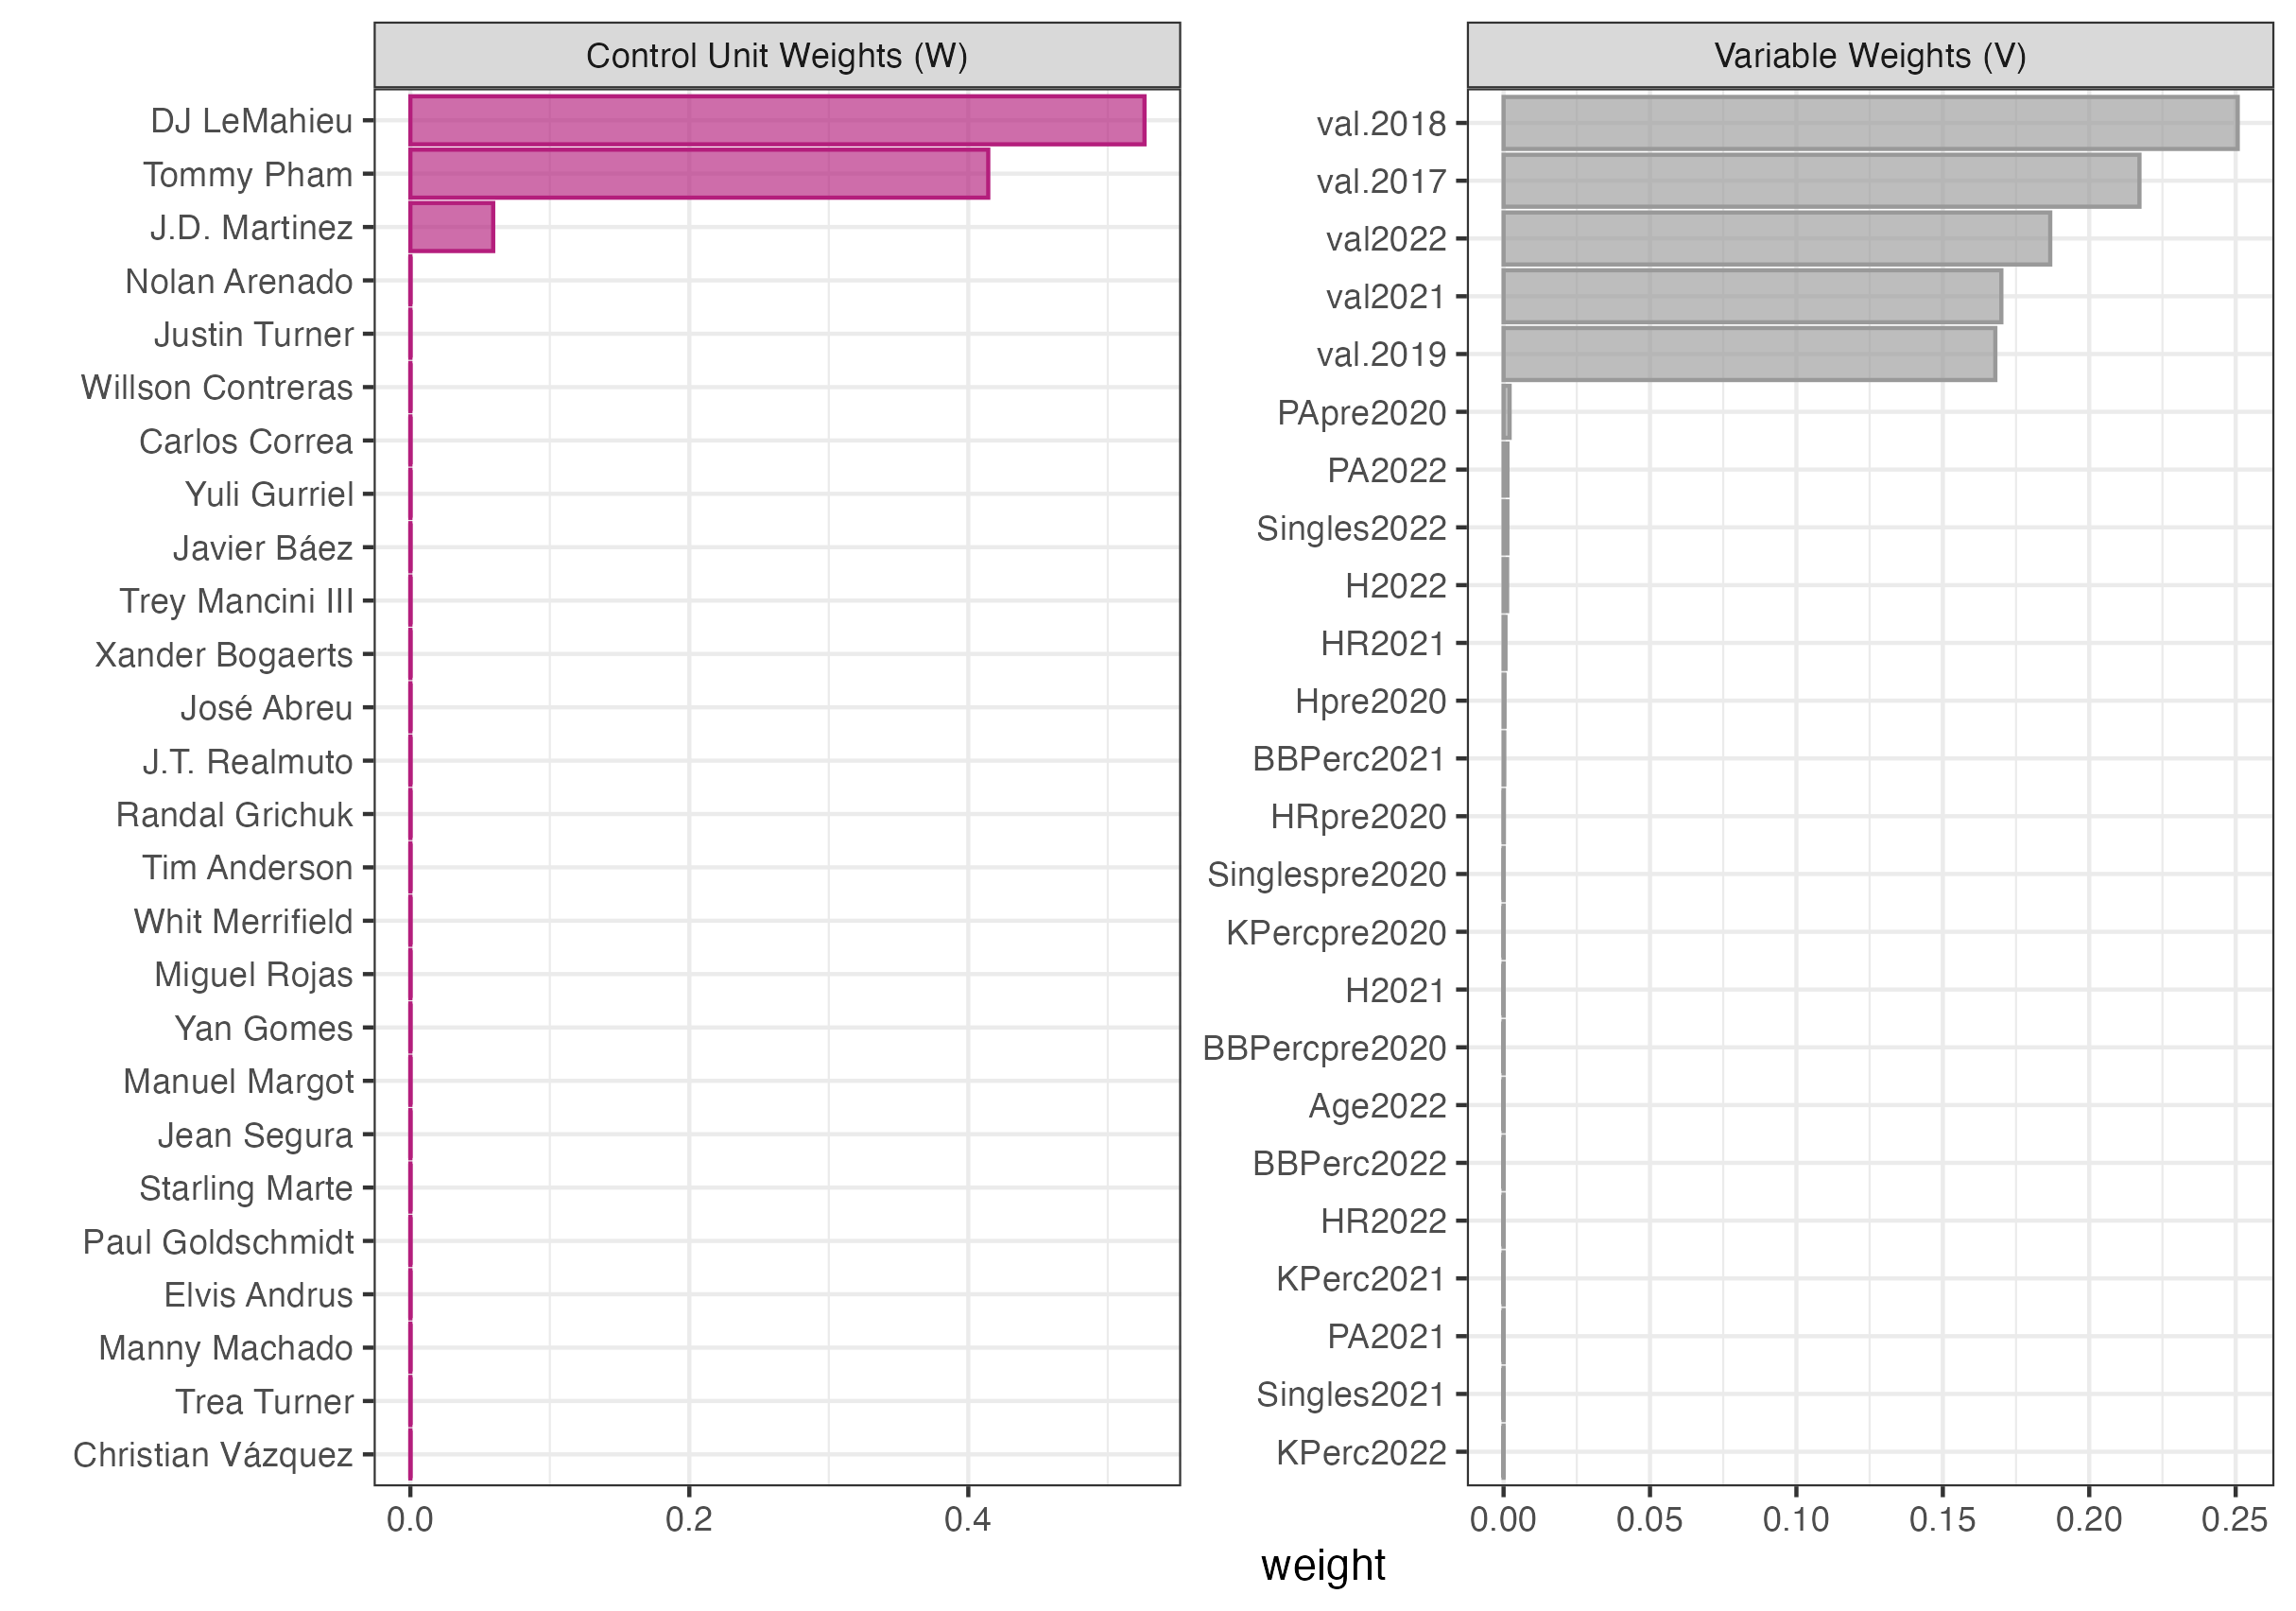 Control Unit Weights (W)
DJ LeMahieu
Tommy Pham
J.D. Martinez
Nolan Arenado
Justin Turner
Willson Contreras
Carlos Correa
Yuli Gurriel
Javier Báez
Trey Mancini III
Xander Bogaerts
José Abreu
J.T. Realmuto
Randal Grichuk
Tim Anderson
Whit Merrifield
Miguel Rojas
Yan Gomes
Manuel Margot
Jean Segura
Starling Marte
Paul Goldschmidt
Elvis Andrus
Manny Machado
Trea Turner
Christian Vázquez
0.0 0.2 0.4
Variable Weights (V)
val.2018
val.2017
val2022
val2021
val.2019
PApre2020
PA2022
Singles2022
H2022
HR2021
Hpre2020
BBPerc2021
HRpre2020
Singlespre2020
KPercpre2020
H2021
BBPercpre2020
Age2022
BBPerc2022
HR2022
KPerc2021
PA2021
Singles2021
KPerc2022
0.00 0.05 0.10 0.15 0.20 0.25
weight